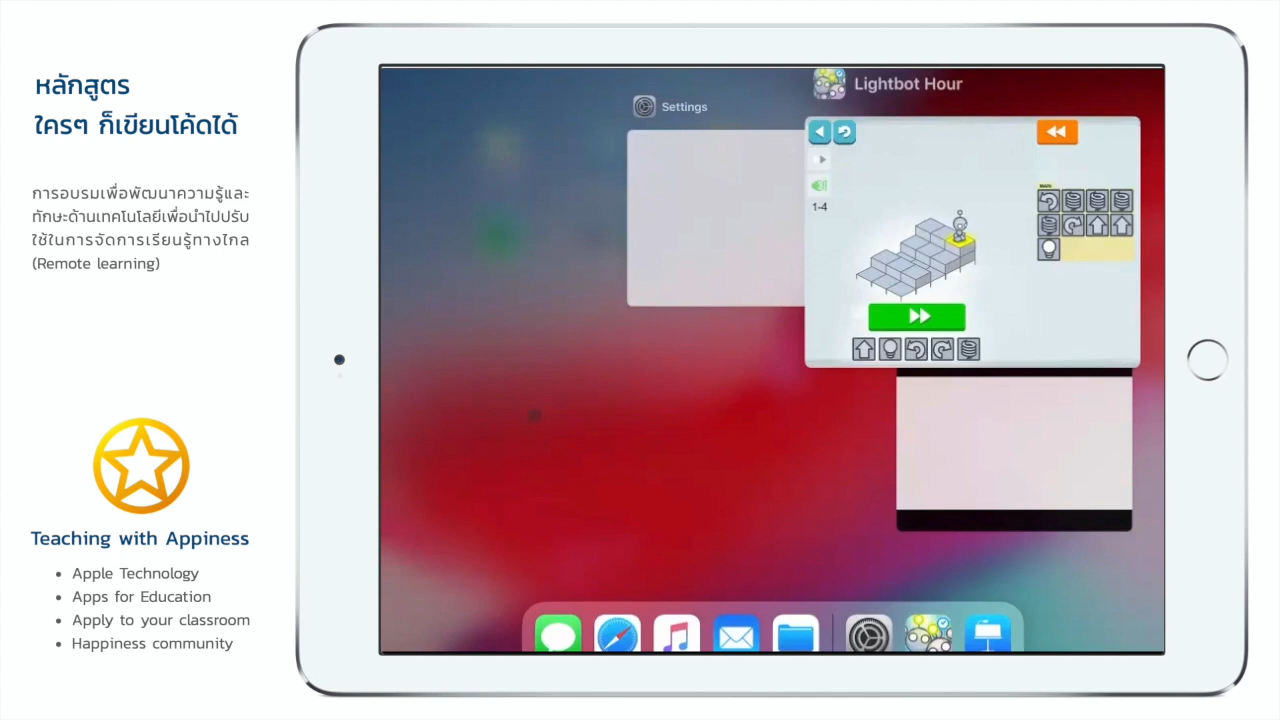 หลักสูตร
ใครๆ ก็เขียนโค้ดได้
การอบรมเพื่อพัฒนาความรู้และ
ทักษะด้านเทคโนโลยีเพื่อนำไปปรับ
ใช้ในการจัดการเรียนรู้ทางไกล
(Remote learning)
Teaching with Appiness
• Apple Technology
• Apps for Education
• Apply to your classroom
• Happiness community
Settings
Lightbot Hour
1-4